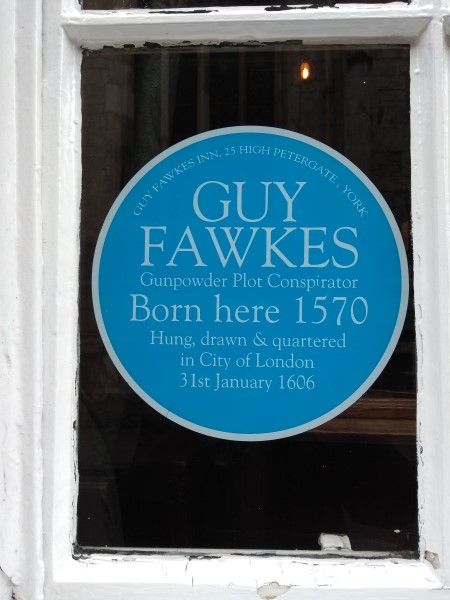 GUY FAWKES INN, 25 HIGH PETERGATE, YORK
GUY
FAWKES
Gunpowder Plot Conspirator
Born here 1570
Hung, drawn & quartered
in City of London
31st January 1606